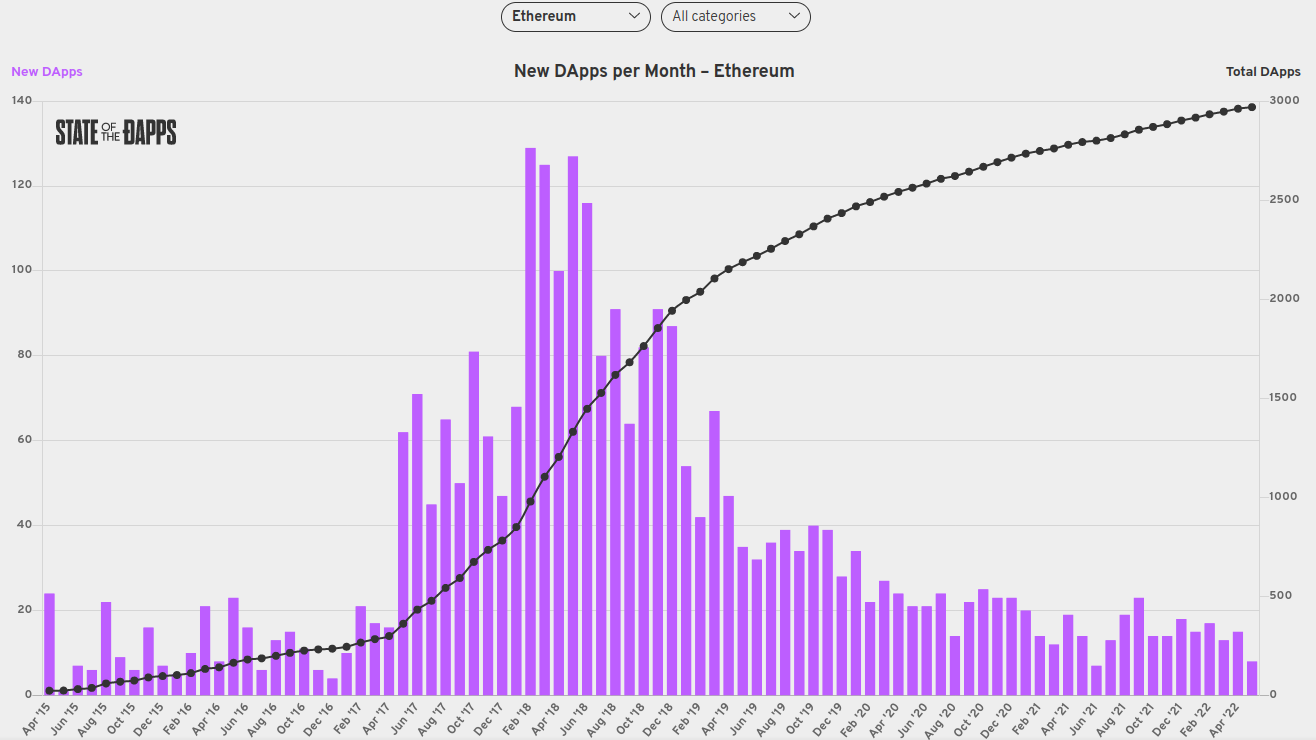 Ethereum
All categories
New DApps
New DApps per Month – Ethereum
Total DApps
140
3000
STATE OF THE ĐAPPS
120
2500
100
2000
80
1500
60
1000
40
500
20
0
0
Apr '15
Jun '15
Aug '15
Oct '15
Dec '15
Feb '16
Apr '16
Jun '16
Aug '16
Oct '16
Dec '16
Feb '17
Apr '17
Jun '17
Aug '17
Oct '17
Dec '17
Feb '18
Apr '18
Jun '18
Aug '18
Oct '18
Dec '18
Feb '19
Apr '19
Jun '19
Aug '19
Oct '19
Dec '19
Feb '20
Apr '20
Jun '20
Aug '20
Oct '20
Dec '20
Feb '21
Apr '21
Jun '21
Aug '21
Oct '21
Dec '21
Feb '22
Apr '22